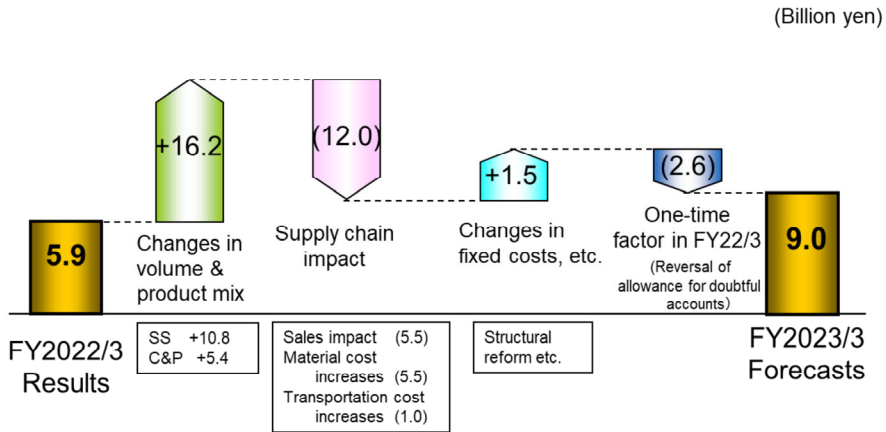 (Billion yen)
+16.2
(12.0)
+1.5
(2.6)
5.9
9.0
Changes in
volume &
product mix
Supply chain
impact
Changes in
fixed costs, etc.
One-time
factor in FY22/3
(Reversal of
allowance for doubtful
accounts)
FY2022/3
Results
SS +10.8
C&P +5.4
Sales impact (5.5)
Material cost
increases (5.5)
Transportation cost
increases (1.0)
Structural
reform etc.
FY2023/3
Forecasts